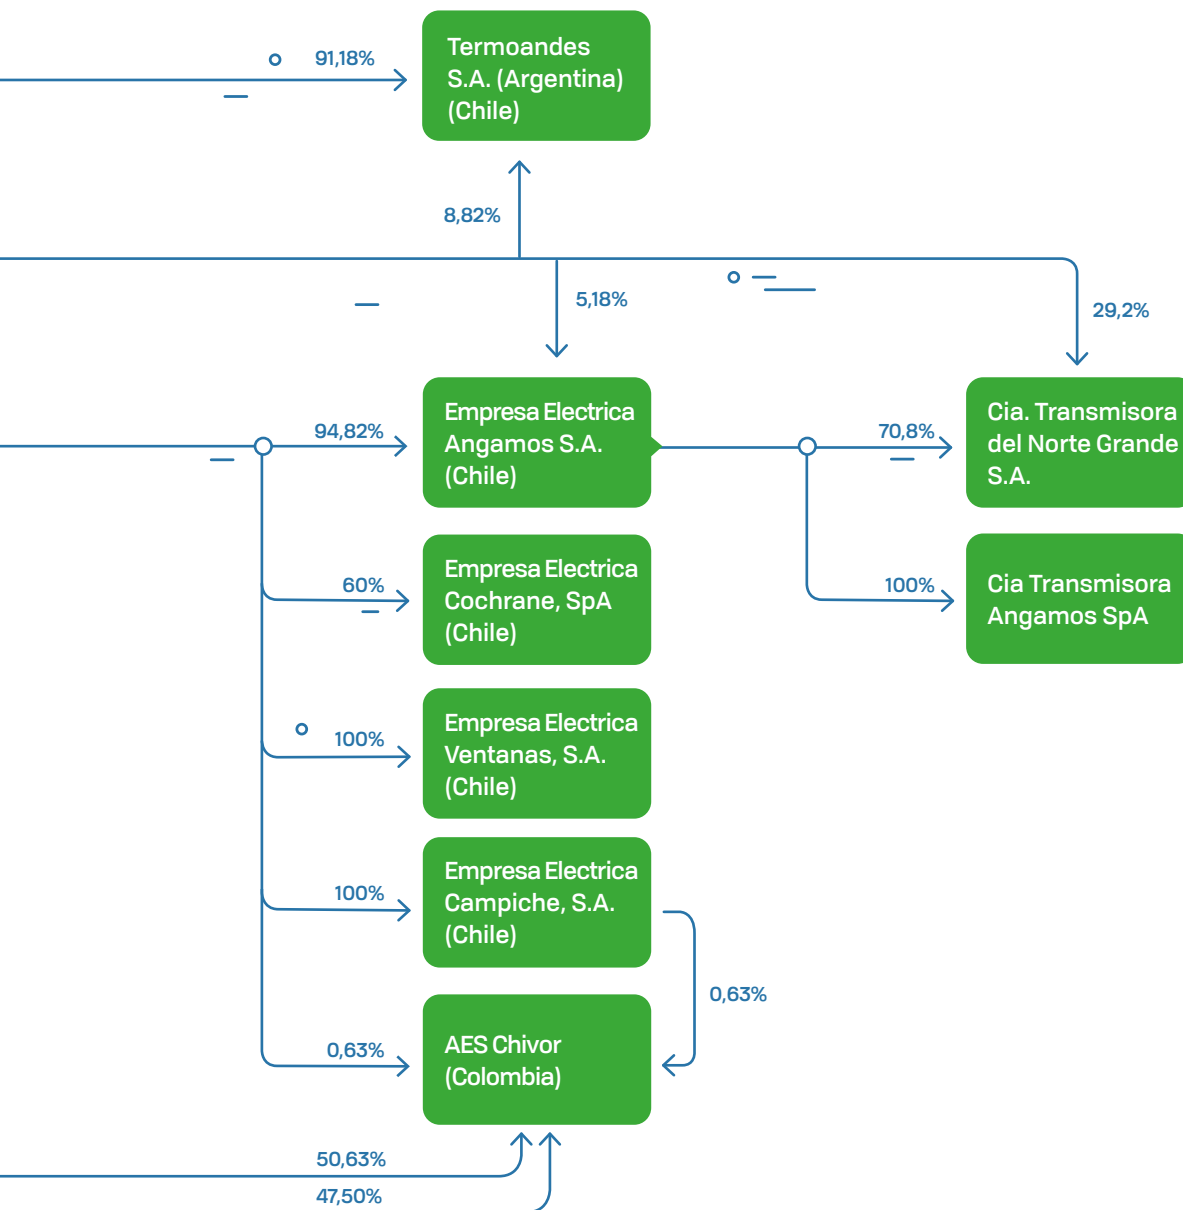 91,18%
Termoandes
S.A. (Argentina)
(Chile)
8,82%
5,18%
29,2%
94,82%
Empresa Electrica
Angamos S.A.
(Chile)
70,8%
Cia. Transmisora
del Norte Grande
S.A.
60%
Empresa Electrica
Cochrane, SpA
(Chile)
100%
Cia Transmisora
Angamos SpA
100%
Empresa Electrica
Ventanas, S.A.
(Chile)
100%
Empresa Electrica
Campiche, S.A.
(Chile)
0,63%
0,63%
AES Chivor
(Colombia)
50,63%
47,50%